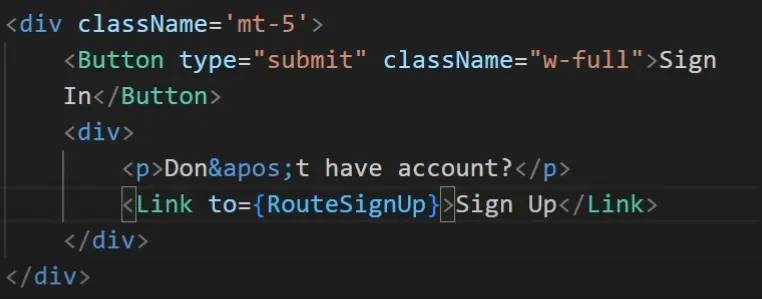 <div className='mt-5'>
    <Button type="submit" className="w-full">Sign
    In</Button>
    <div>
        <p>Don&apos;t have account?</p>
        <Link to={RouteSignUp}>Sign Up</Link>
    </div>
</div>